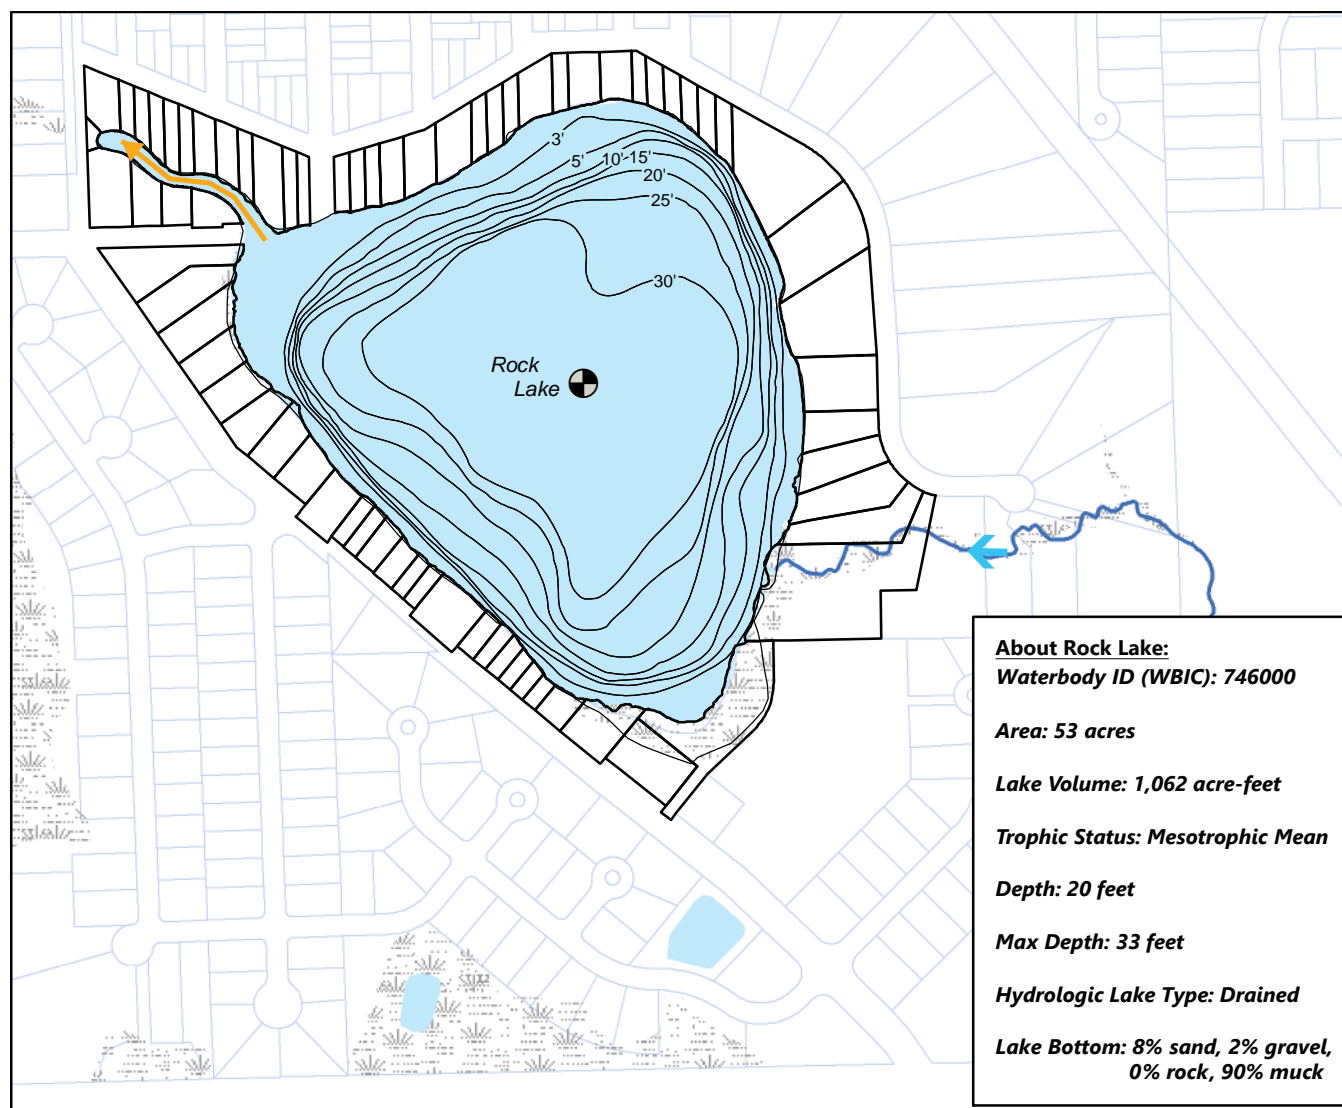 3'
5'
10'
15'
20'
25'
30'
Rock
Lake
About Rock Lake:
Waterbody ID (WBIC): 746000
Area: 53 acres
Lake Volume: 1,062 acre-feet
Trophic Status: Mesotrophic Mean
Depth: 20 feet
Max Depth: 33 feet
Hydrologic Lake Type: Drained
Lake Bottom: 8% sand, 2% gravel,
0% rock, 90% muck